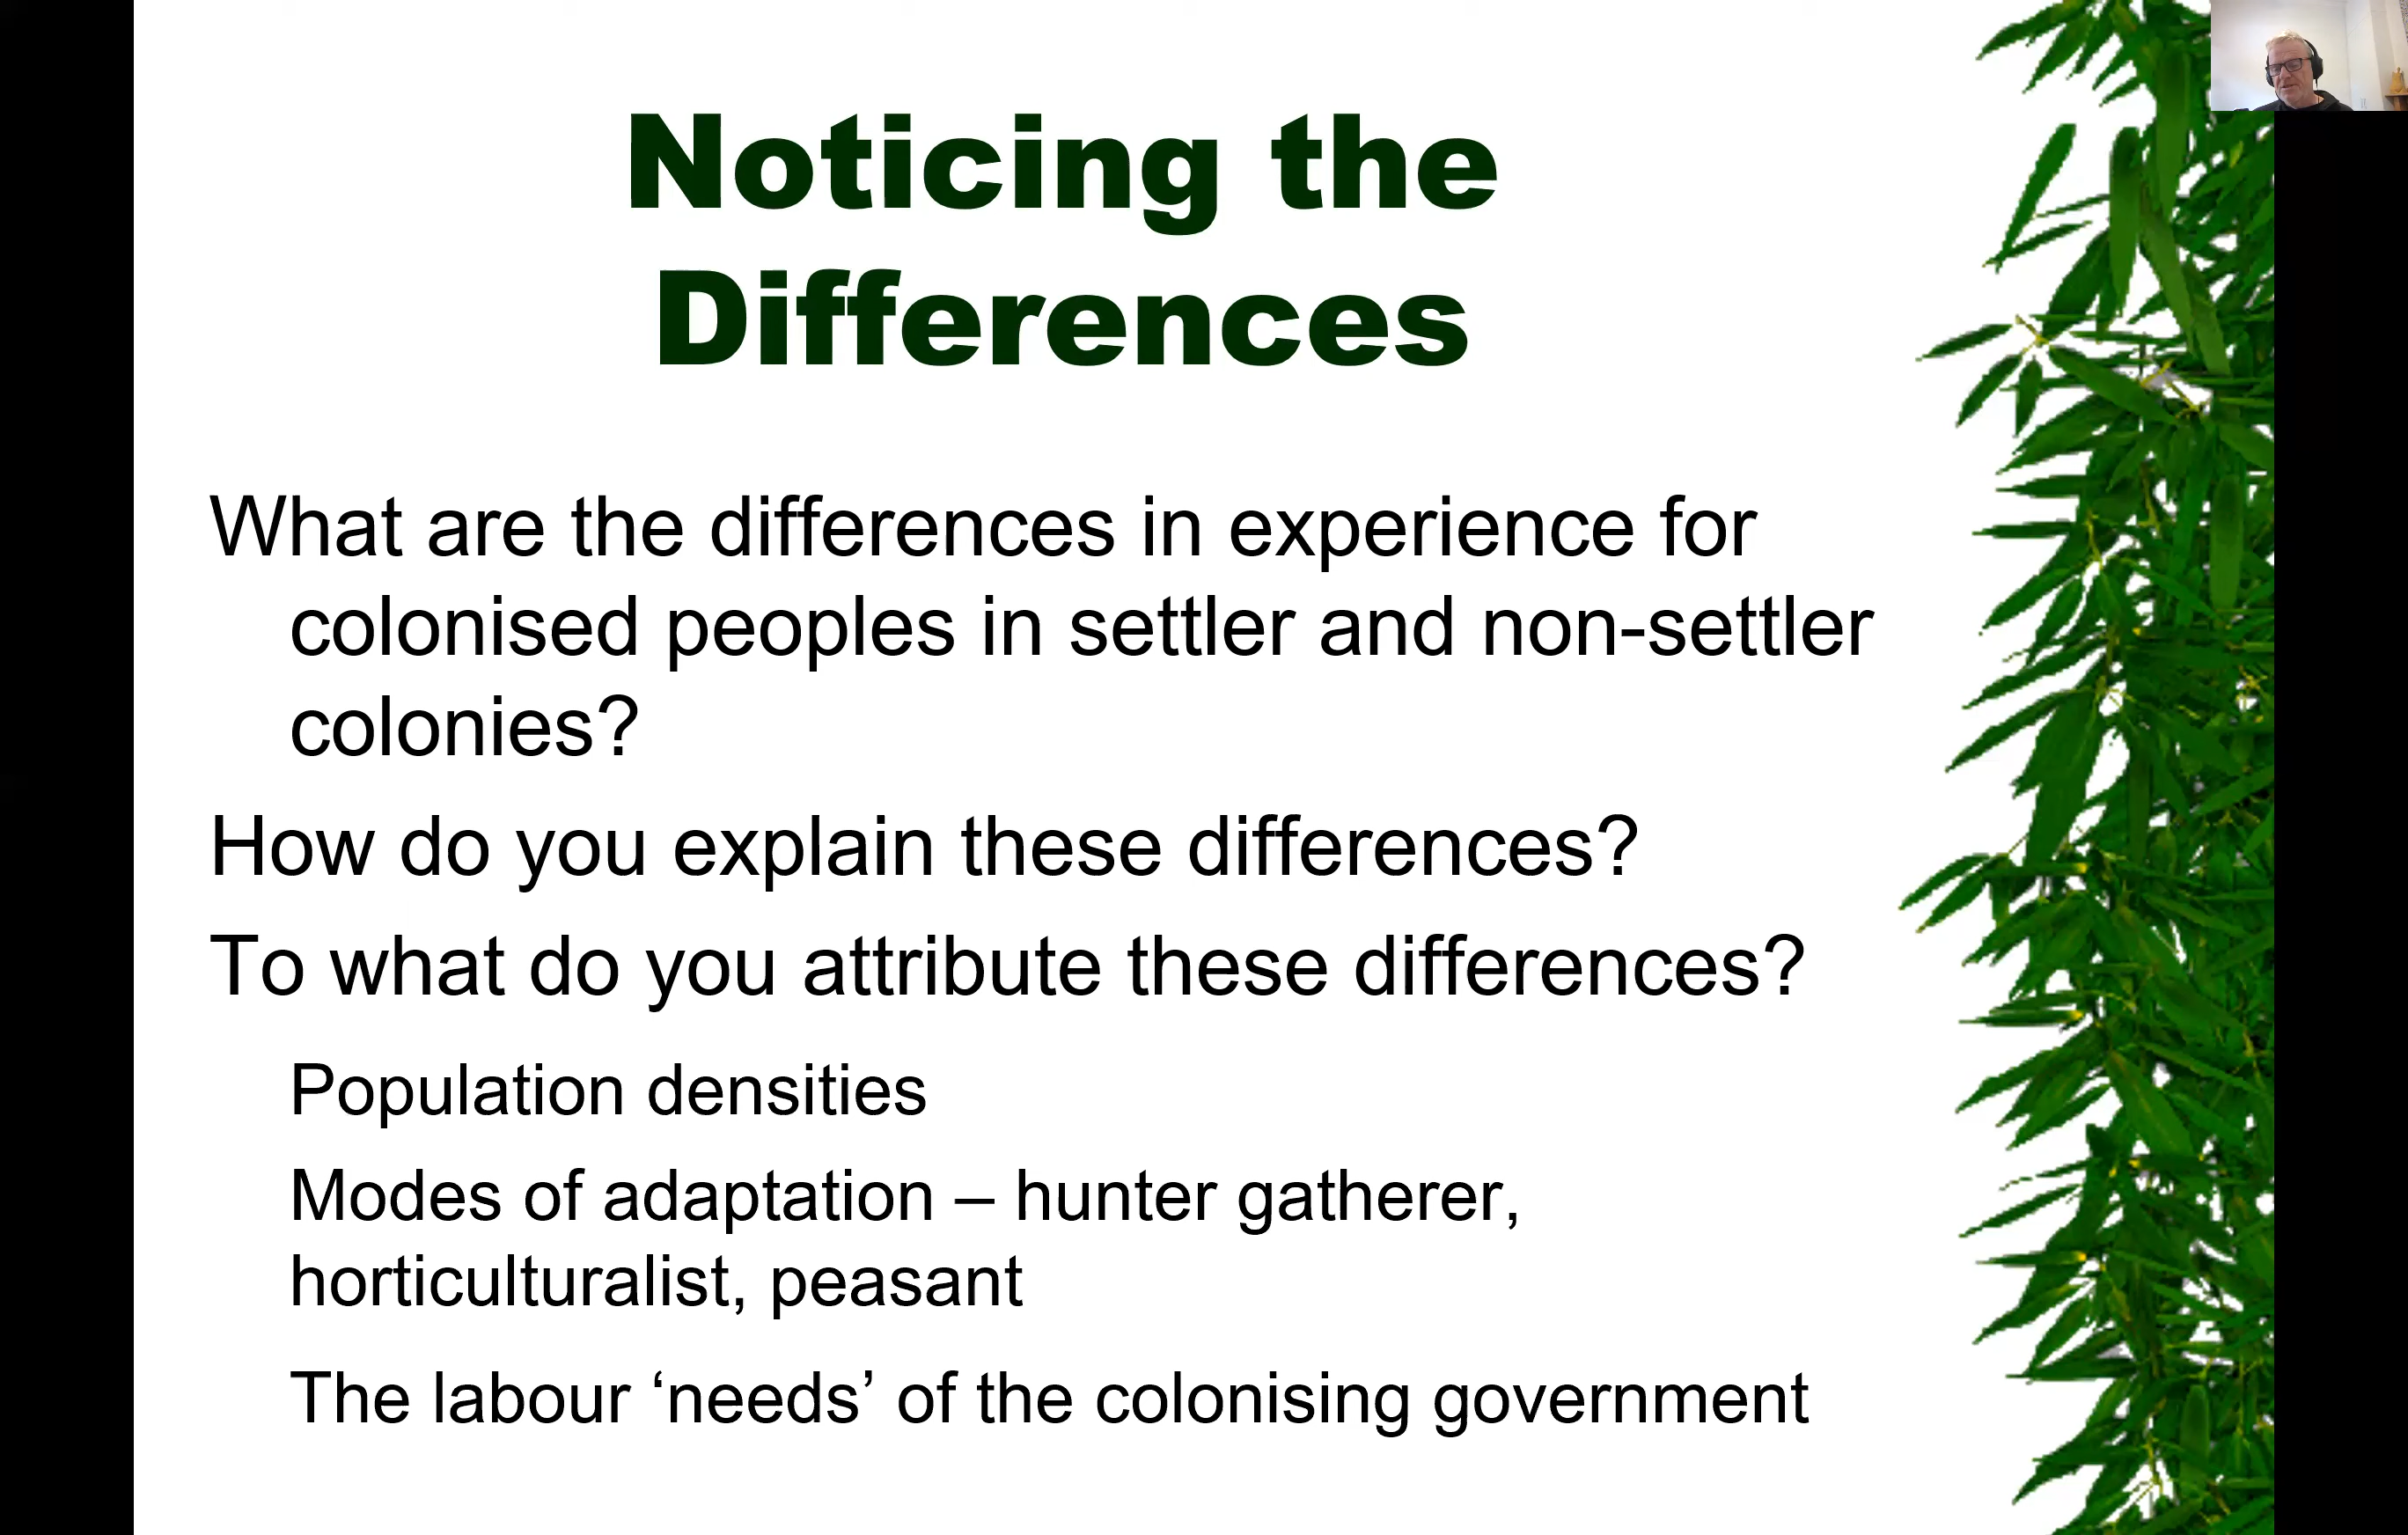 Noticing the
Differences
What are the differences in experience for
colonised peoples in settler and non-settler
colonies?
How do you explain these differences?
To what do you attribute these differences?
Population densities
Modes of adaptation – hunter gatherer,
horticulturalist, peasant
The labour ‘needs’ of the colonising government